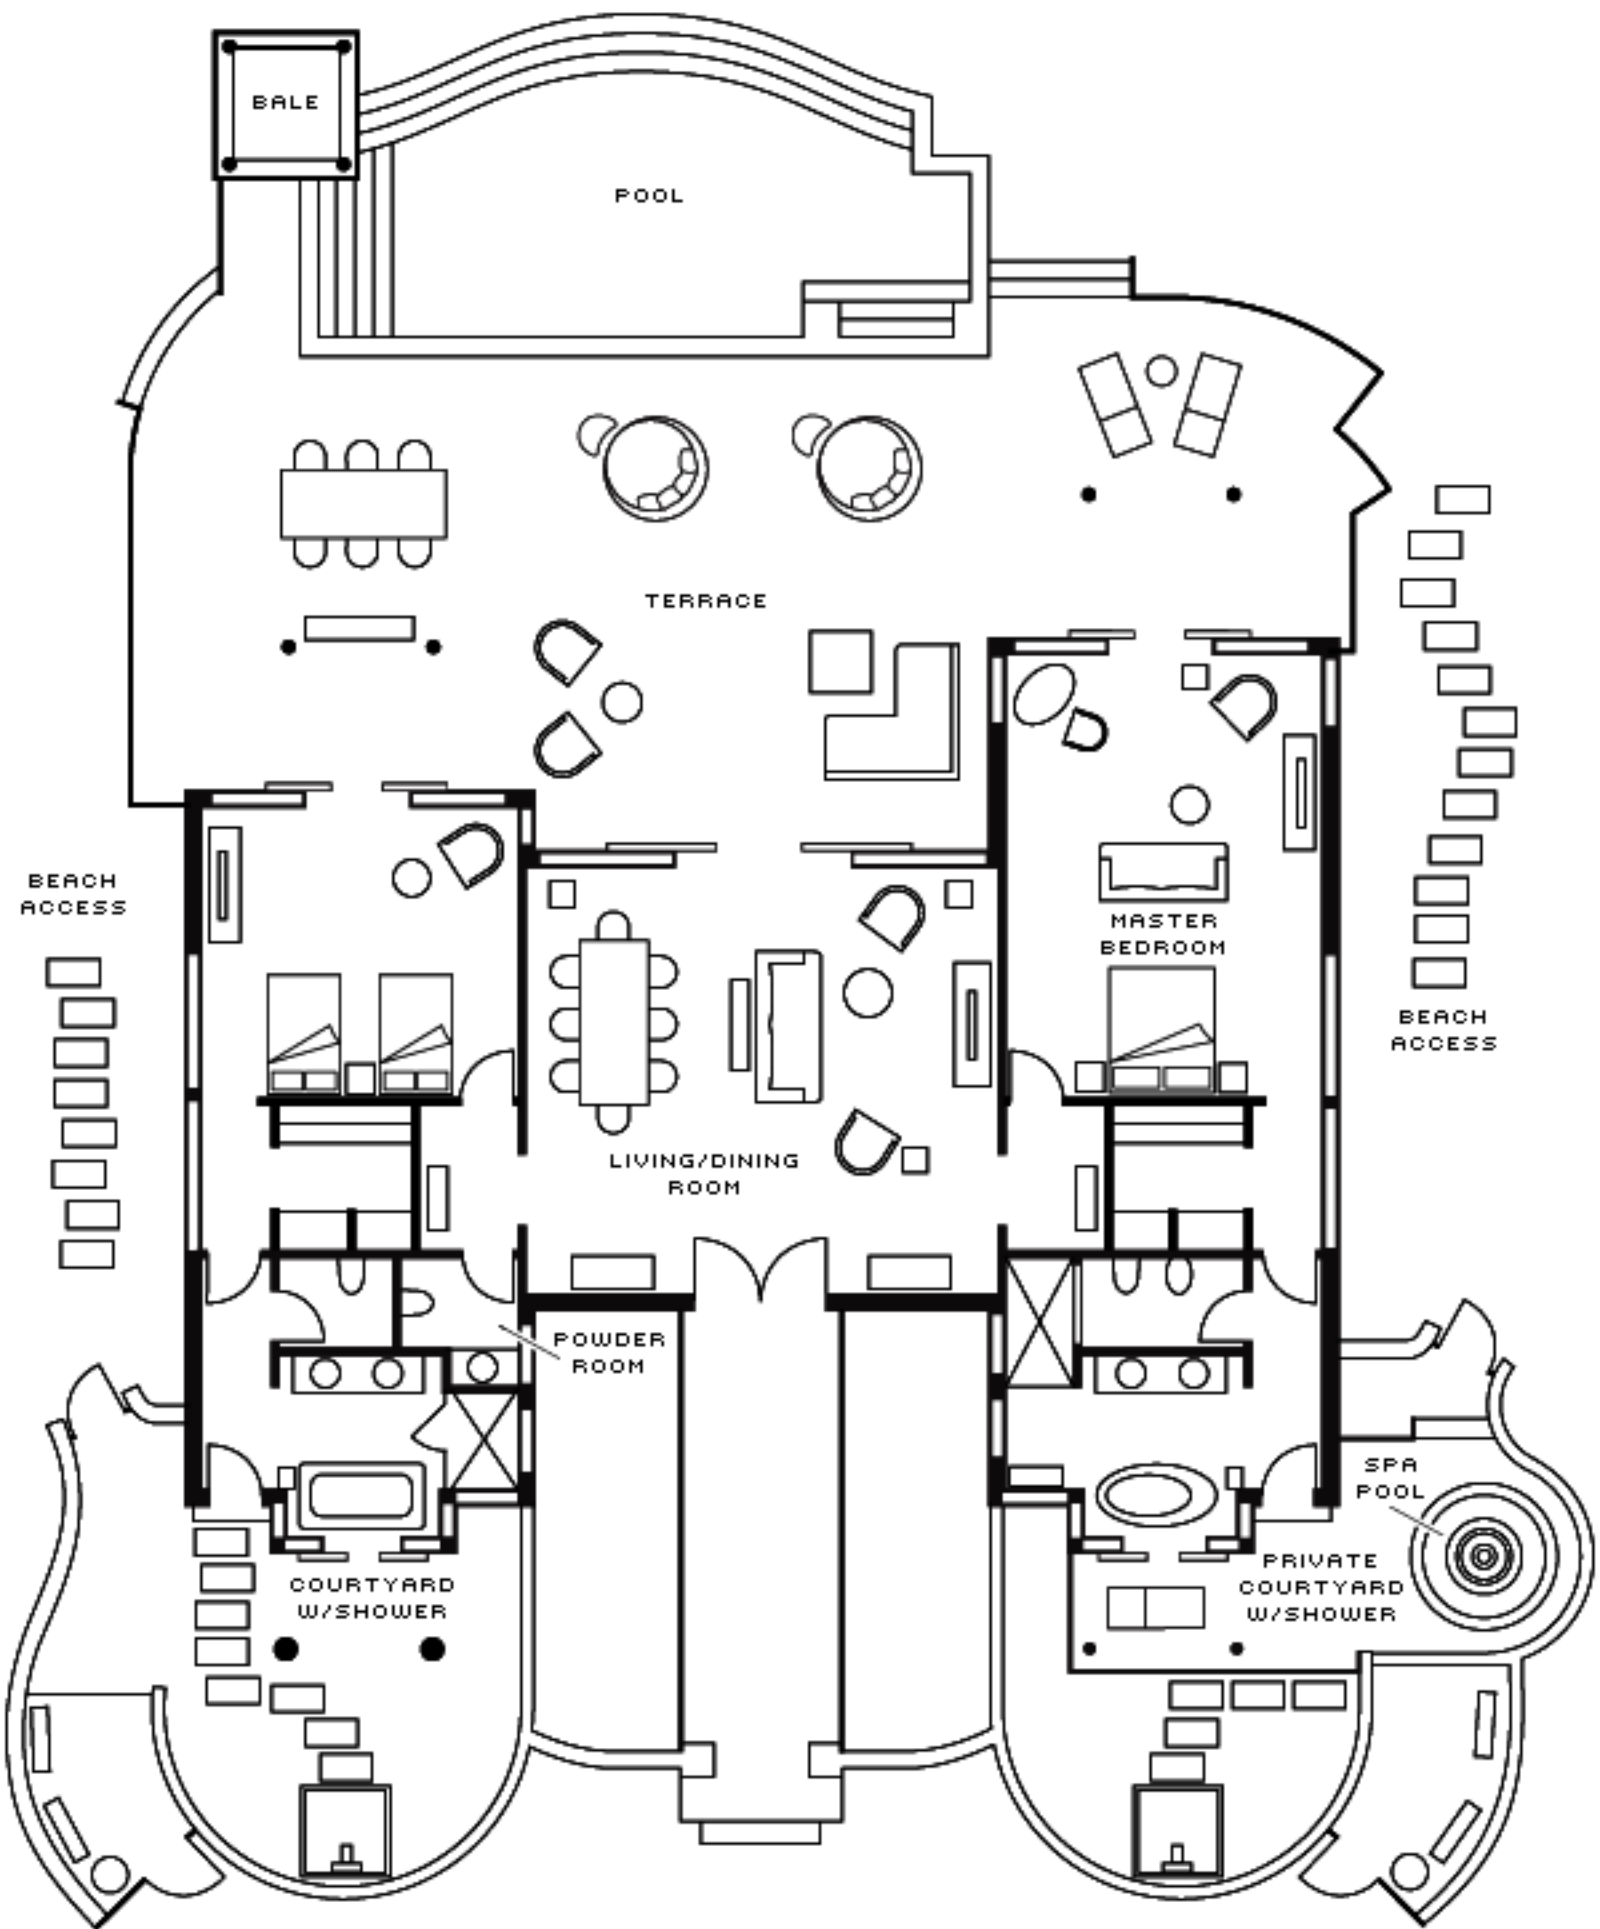 BALE
POOL
TERRACE
BEACH
ACCESS
MASTER
BEDROOM
BEACH
ACCESS
LIVING/DINING
ROOM
POWDER
ROOM
SPA
POOL
COURTYARD
W/SHOWER
PRIVATE
COURTYARD
W/SHOWER